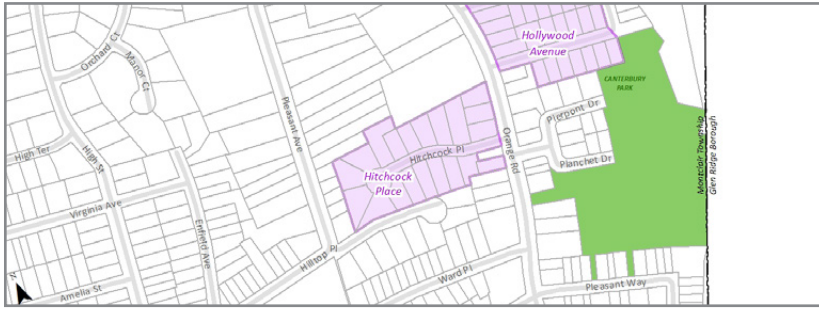 Hollywood
Avenue
Orchard Ct
Manor Ct
CANTERBURY
PARK
Pleasant Ave
Pierpont Dr
High Ter
High St
Orange Rd
Hitchcock Pl
Planchet Dr
Montclair Township
Glen Ridge Borough
Hitchcock
Place
Virginia Ave
Enfield Ave
Hilltop Pl
Ward Pl
N
Amelia St
Pleasant Way